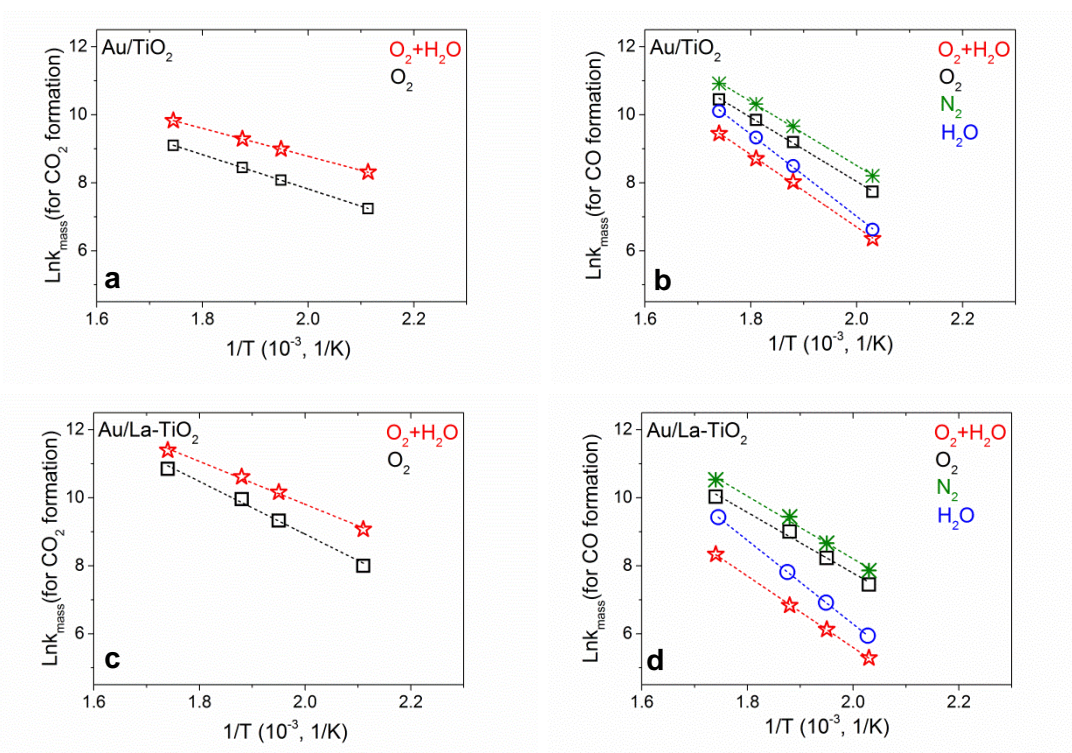 Au/TiO₂
O₂+H₂O
O₂
12
10
8
6
Lnk_mass(for CO₂ formation)
a
1.6 1.8 2.0 2.2
1/T (10⁻³, 1/K)
Au/TiO₂
O₂+H₂O
O₂
N₂
H₂O
12
10
8
6
Lnk_mass(for CO formation)
b
1.6 1.8 2.0 2.2
1/T (10⁻³, 1/K)
Au/La-TiO₂
O₂+H₂O
O₂
12
10
8
6
Lnk_mass(for CO₂ formation)
c
1.6 1.8 2.0 2.2
1/T (10⁻³, 1/K)
Au/La-TiO₂
O₂+H₂O
O₂
N₂
H₂O
12
10
8
6
Lnk_mass(for CO formation)
d
1.6 1.8 2.0 2.2
1/T (10⁻³, 1/K)